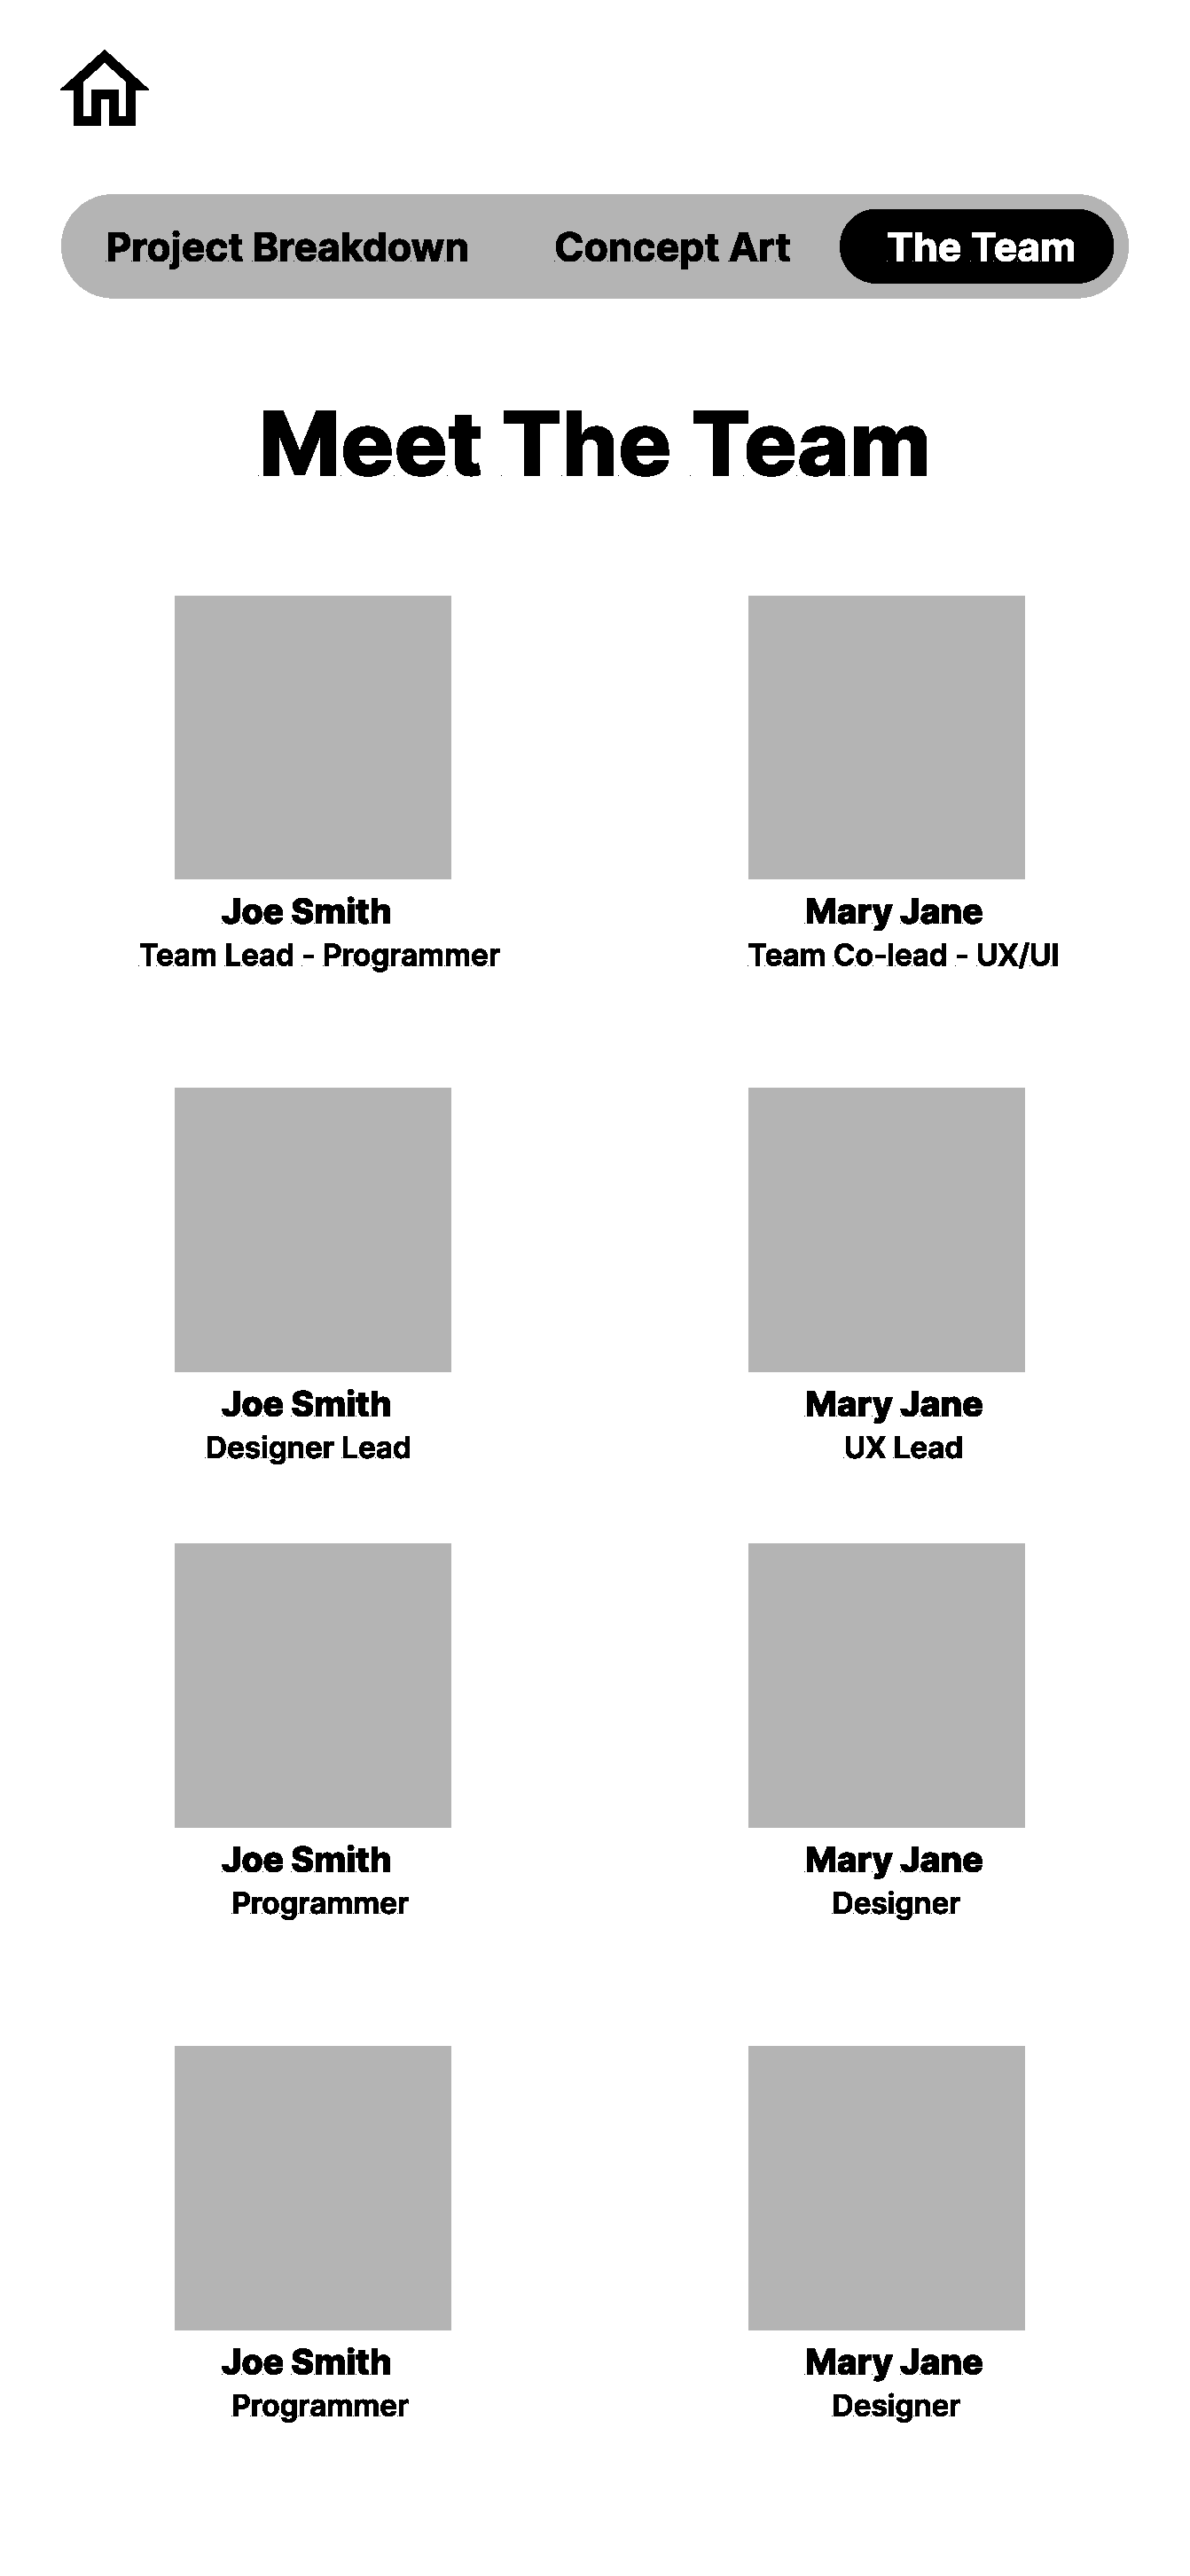 Project Breakdown Concept Art The Team
Meet The Team
Joe Smith Mary Jane
Team Lead - Programmer Team Co-lead - UX/UI
Joe Smith Mary Jane
Designer Lead UX Lead
Joe Smith Mary Jane
Programmer Designer
Joe Smith Mary Jane
Programmer Designer